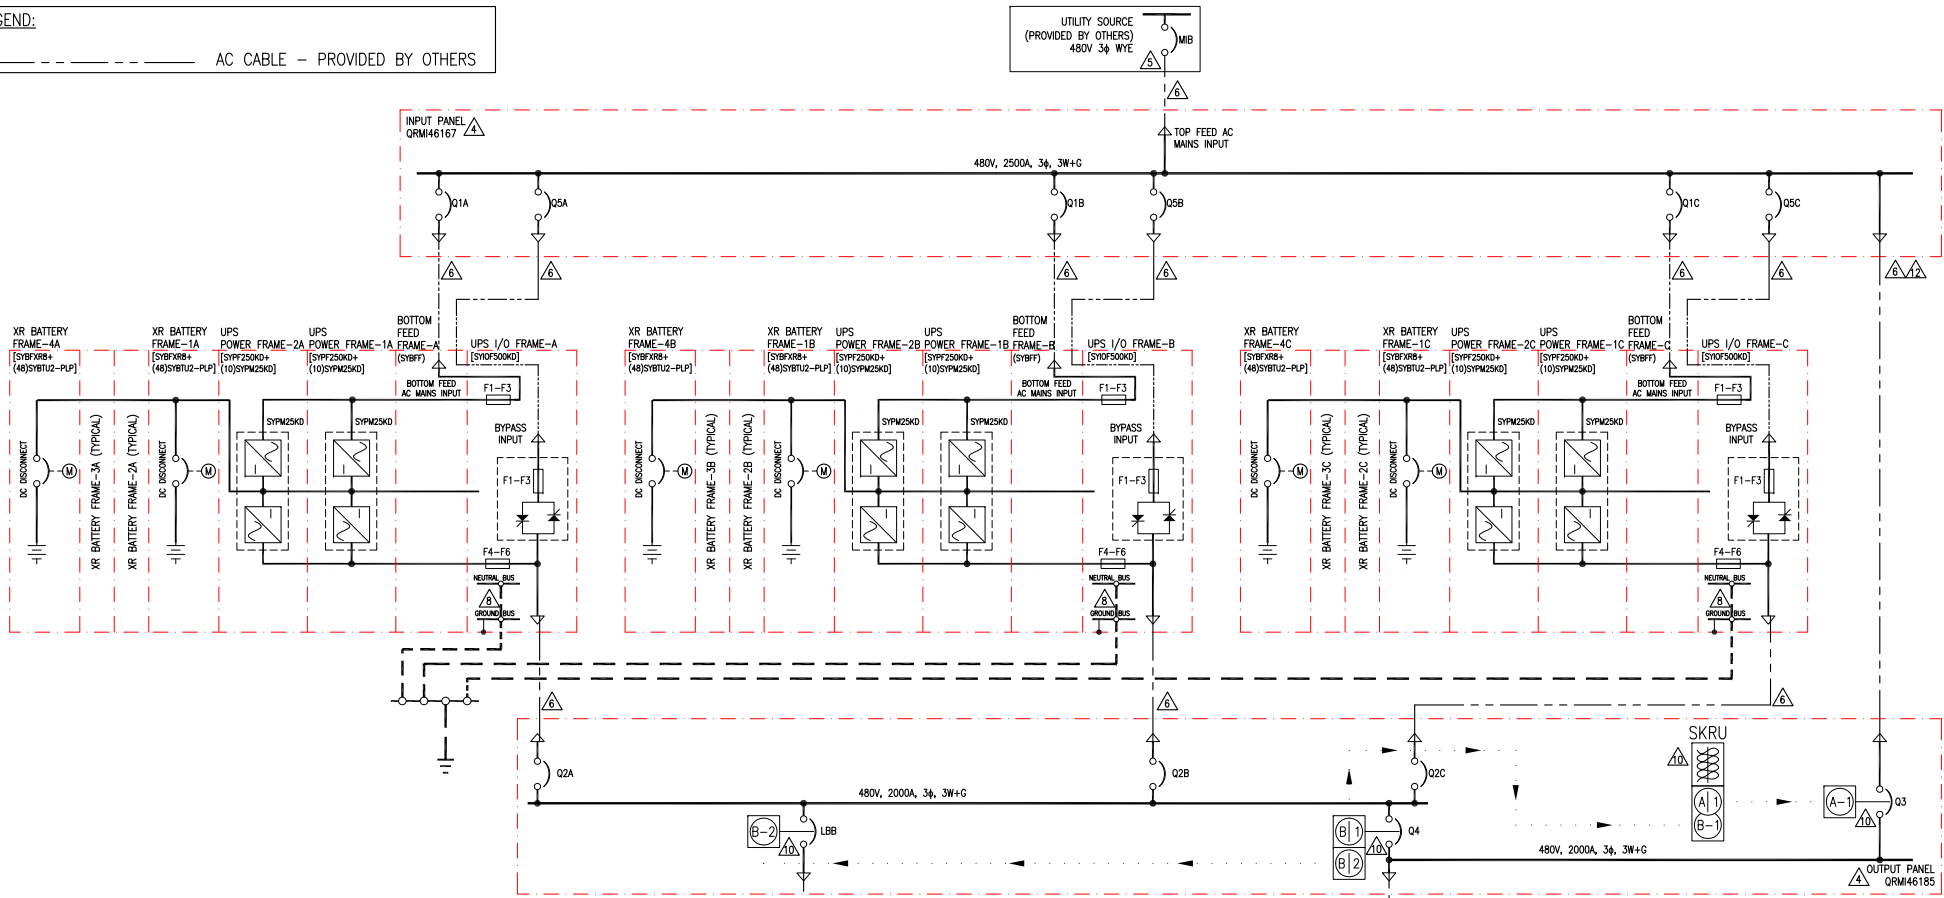 GEND:
AC CABLE – PROVIDED BY OTHERS
UTILITY SOURCE
(PROVIDED BY OTHERS)
480V 3ϕ WYE
MIB
5
6
INPUT PANEL
QRMI46167
4
TOP FEED AC
MAINS INPUT
480V, 2500A, 3ϕ, 3W+G
Q1A
Q5A
Q1B
Q5B
Q1C
Q5C
6
6
6
6
6
6
6
12
XR BATTERY
FRAME-4A
[SYBFXR8+
(48)SYBTU2-PLP]
XR BATTERY
FRAME-1A
[SYBFXR8+
(48)SYBTU2-PLP]
UPS
POWER FRAME-2A
[SYPF250KD+
(10)SYPM25KD]
UPS
POWER FRAME-1A
[SYPF250KD+
(10)SYPM25KD]
BOTTOM
FEED
FRAME-A
(SYBFF)
UPS I/O FRAME-A
[SYIOF500KD]
BOTTOM FEED
AC MAINS INPUT
F1-F3
SYPM25KD
SYPM25KD
BYPASS
INPUT
F1-F3
DC DISCONNECT
M
XR BATTERY FRAME-3A (TYPICAL)
XR BATTERY FRAME-2A (TYPICAL)
DC DISCONNECT
M
F4-F6
NEUTRAL BUS
8
GROUND BUS
XR BATTERY
FRAME-4B
[SYBFXR8+
(48)SYBTU2-PLP]
XR BATTERY
FRAME-1B
[SYBFXR8+
(48)SYBTU2-PLP]
UPS
POWER FRAME-2B
[SYPF250KD+
(10)SYPM25KD]
UPS
POWER FRAME-1B
[SYPF250KD+
(10)SYPM25KD]
BOTTOM
FEED
FRAME-B
(SYBFF)
UPS I/O FRAME-B
[SYIOF500KD]
BOTTOM FEED
AC MAINS INPUT
F1-F3
SYPM25KD
SYPM25KD
BYPASS
INPUT
F1-F3
DC DISCONNECT
M
XR BATTERY FRAME-3B (TYPICAL)
XR BATTERY FRAME-2B (TYPICAL)
DC DISCONNECT
M
F4-F6
NEUTRAL BUS
8
GROUND BUS
XR BATTERY
FRAME-4C
[SYBFXR8+
(48)SYBTU2-PLP]
XR BATTERY
FRAME-1C
[SYBFXR8+
(48)SYBTU2-PLP]
UPS
POWER FRAME-2C
[SYPF250KD+
(10)SYPM25KD]
UPS
POWER FRAME-1C
[SYPF250KD+
(10)SYPM25KD]
BOTTOM
FEED
FRAME-C
(SYBFF)
UPS I/O FRAME-C
[SYIOF500KD]
BOTTOM FEED
AC MAINS INPUT
F1-F3
SYPM25KD
SYPM25KD
BYPASS
INPUT
F1-F3
DC DISCONNECT
M
XR BATTERY FRAME-3C (TYPICAL)
XR BATTERY FRAME-2C (TYPICAL)
DC DISCONNECT
M
F4-F6
NEUTRAL BUS
8
GROUND BUS
6
6
6
Q2A
Q2B
Q2C
SKRU
10
A|1
B-1
A-1
Q3
10
480V, 2000A, 3ϕ, 3W+G
B-2
LBB
10
B|1
Q4
10
B|2
480V, 2000A, 3ϕ, 3W+G
4
OUTPUT PANEL
QRMI46185